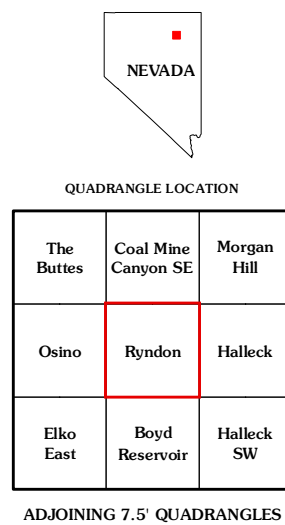 NEVADA
QUADRANGLE LOCATION
The
Buttes
Coal Mine
Canyon SE
Morgan
Hill
Osino
Ryndon
Halleck
Elko
East
Boyd
Reservoir
Halleck
SW
ADJOINING 7.5' QUADRANGLES